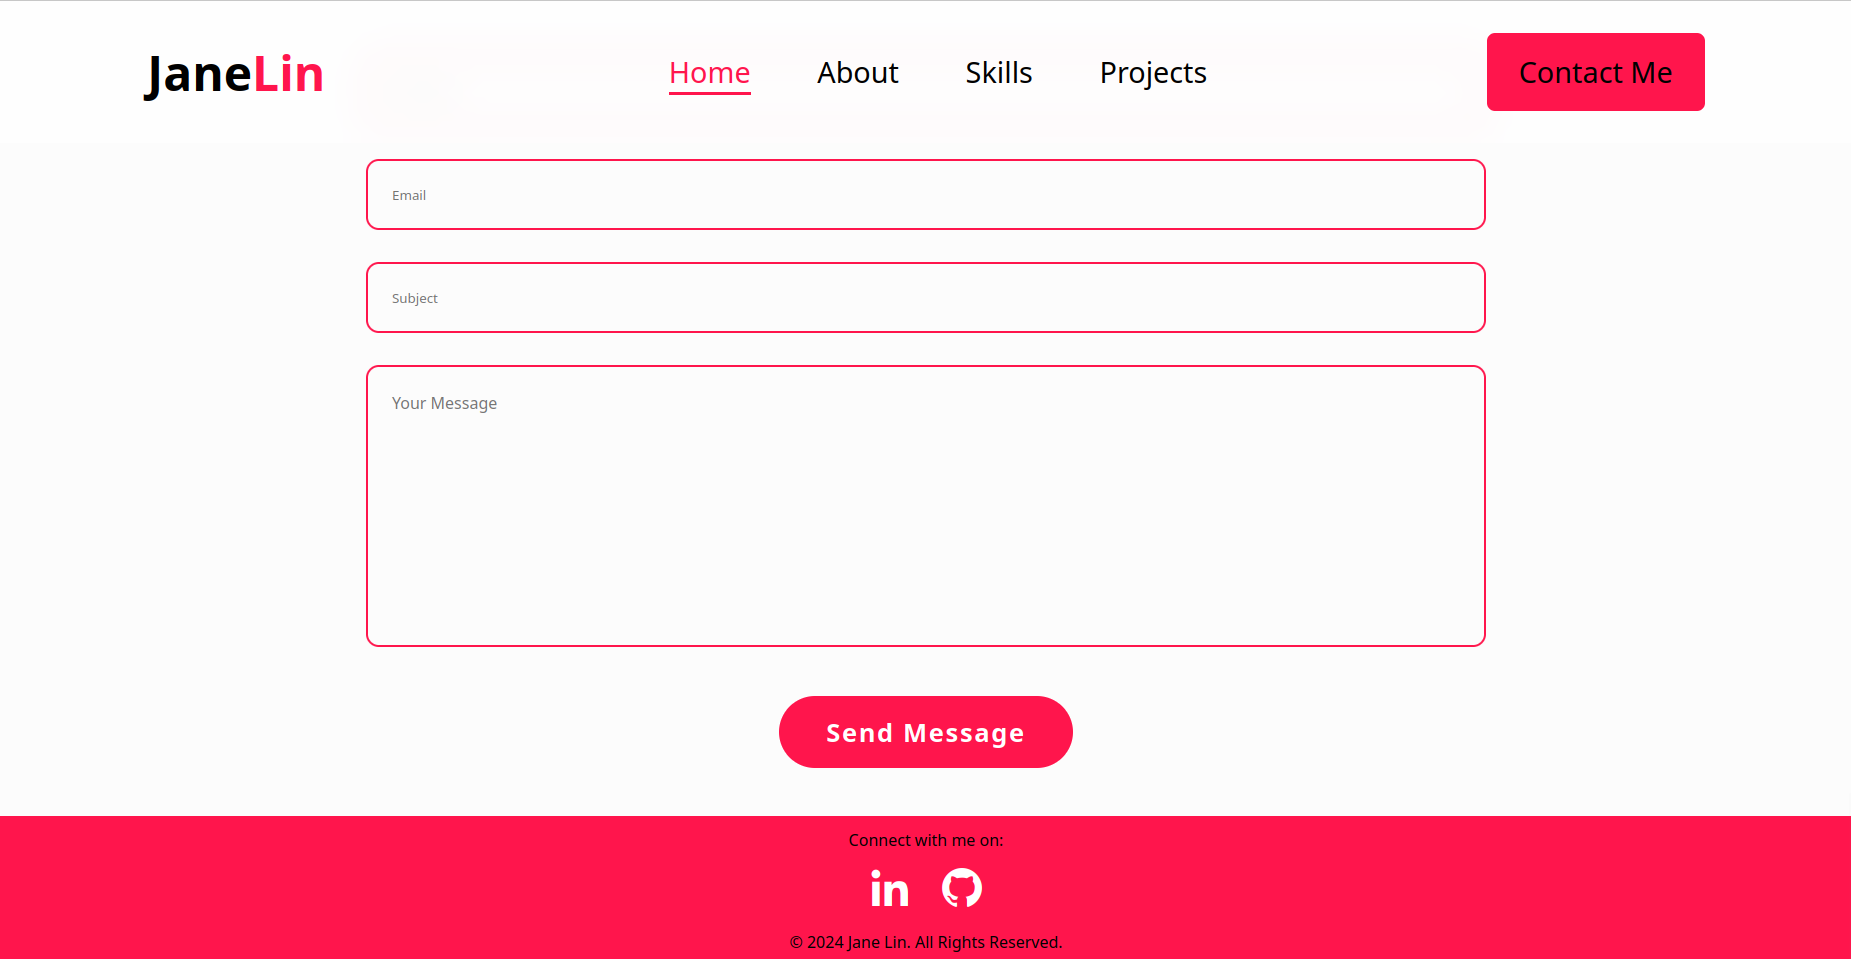 JaneLin Home About Skills Projects Contact Me
Email
Subject
Your Message
Send Message
Connect with me on:
in
© 2024 Jane Lin. All Rights Reserved.